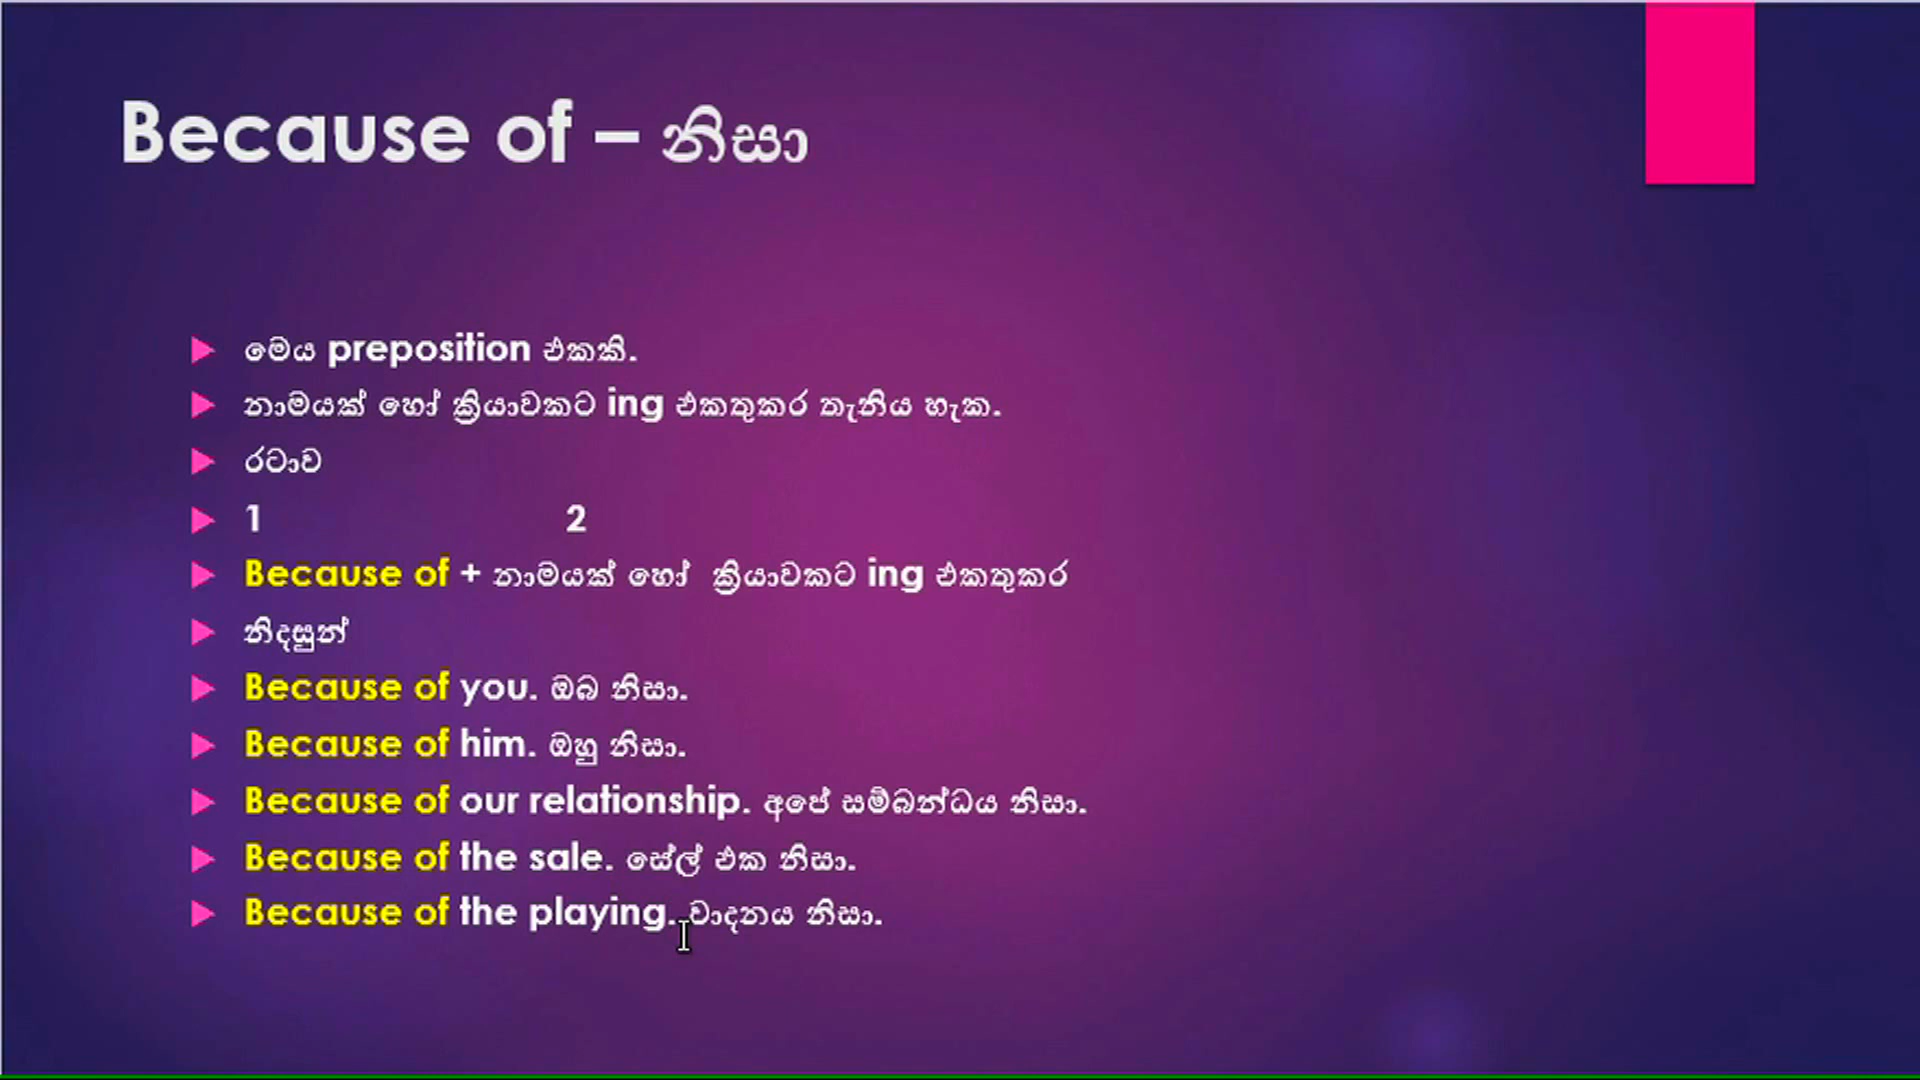 Because of – නිසා
මෙය preposition එකකි.
නාමයක් හෝ ක්‍රියාවකට ing එකතුකර තැනිය හැක.
රටාව
1 2
Because of + නාමයක් හෝ ක්‍රියාවකට ing එකතුකර
නිදසුන්
Because of you. ඔබ නිසා.
Because of him. ඔහු නිසා.
Because of our relationship. අපේ සම්බන්ධය නිසා.
Because of the sale. සේල් එක නිසා.
Because of the playing. වාදනය නිසා.